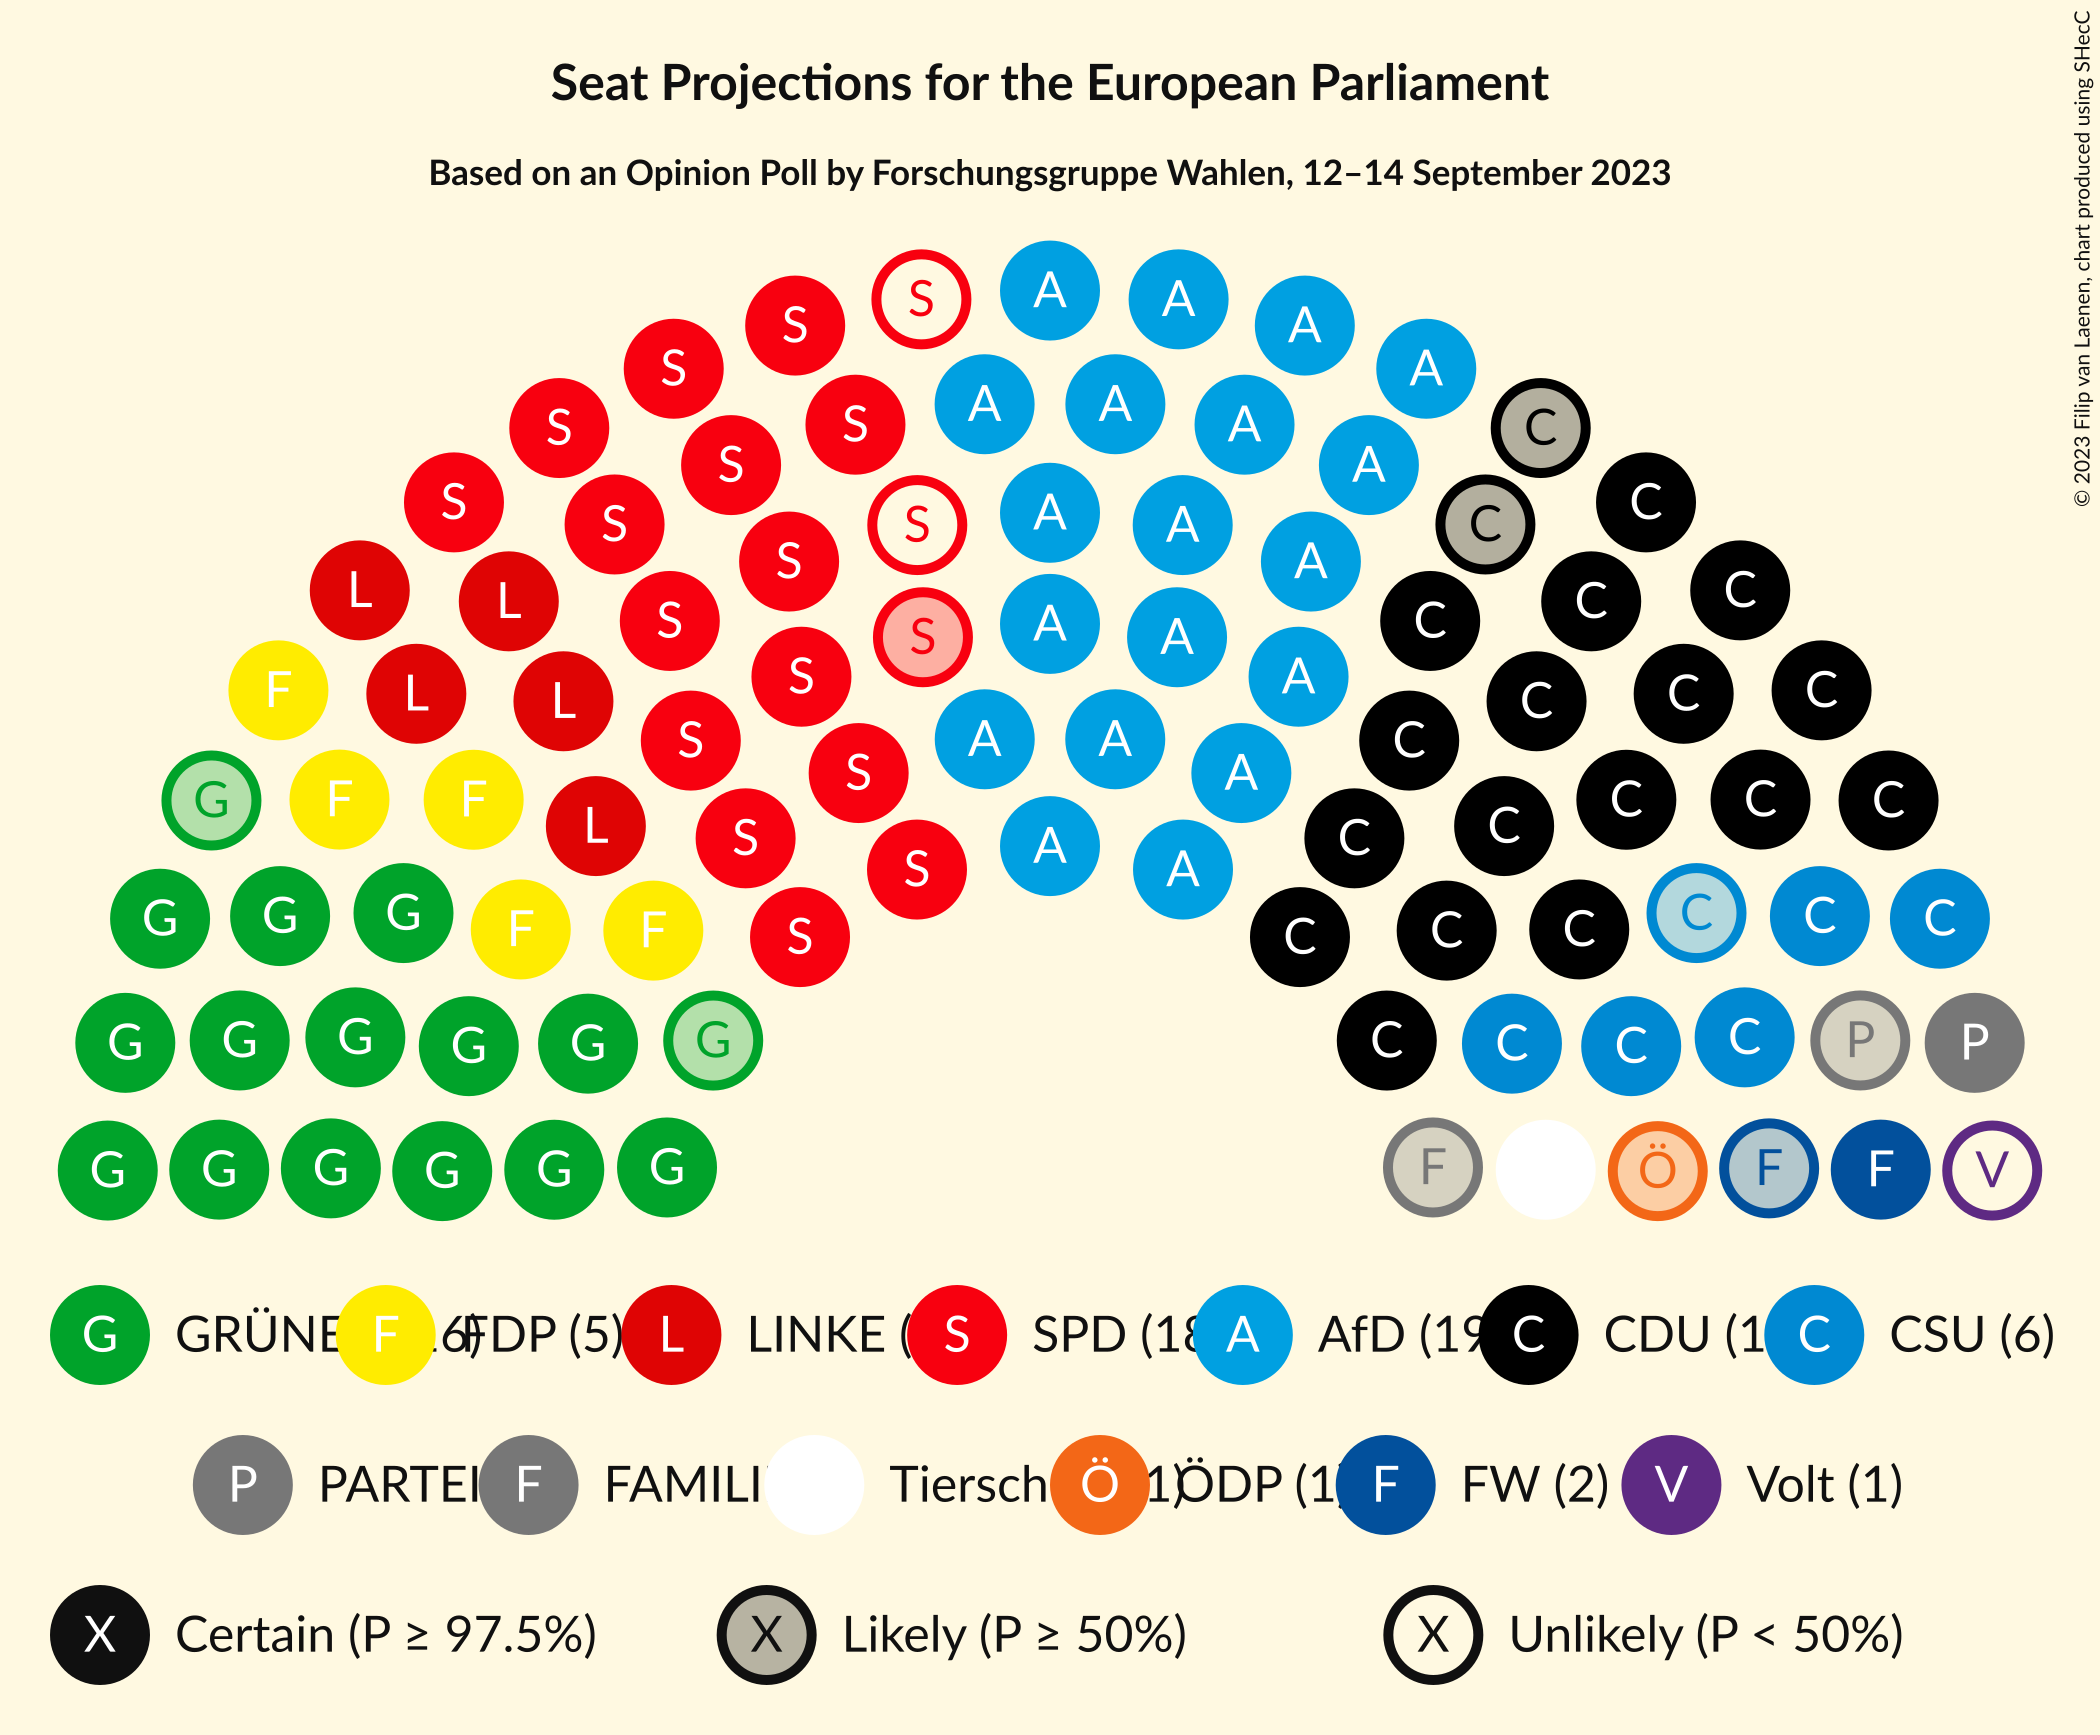 Seat Projections for the European Parliament
Based on an Opinion Poll by Forschungsgruppe Wahlen, 12–14 September 2023
© 2023 Filip van Laenen, chart produced using SHecC
S A A A
S S A
S A A A A C
S S A C
S S S A A A C C
L L S S S A A A C C C
F L L S S A A A C C C C
G F F L S S A C C C C C
G G G F F S S A A C C C C C C
G G G G G G C C C C P P
G G G G G G F Ö F F V
G GRÜNE 6) F FDP (5) L LINKE ( S SPD (18 A AfD (19 C CDU (1 C CSU (6)
P PARTEI F FAMILI Tiersch 1) Ö ÖDP (1) F FW (2) V Volt (1)
X Certain (P ≥ 97.5%) X Likely (P ≥ 50%) X Unlikely (P < 50%)